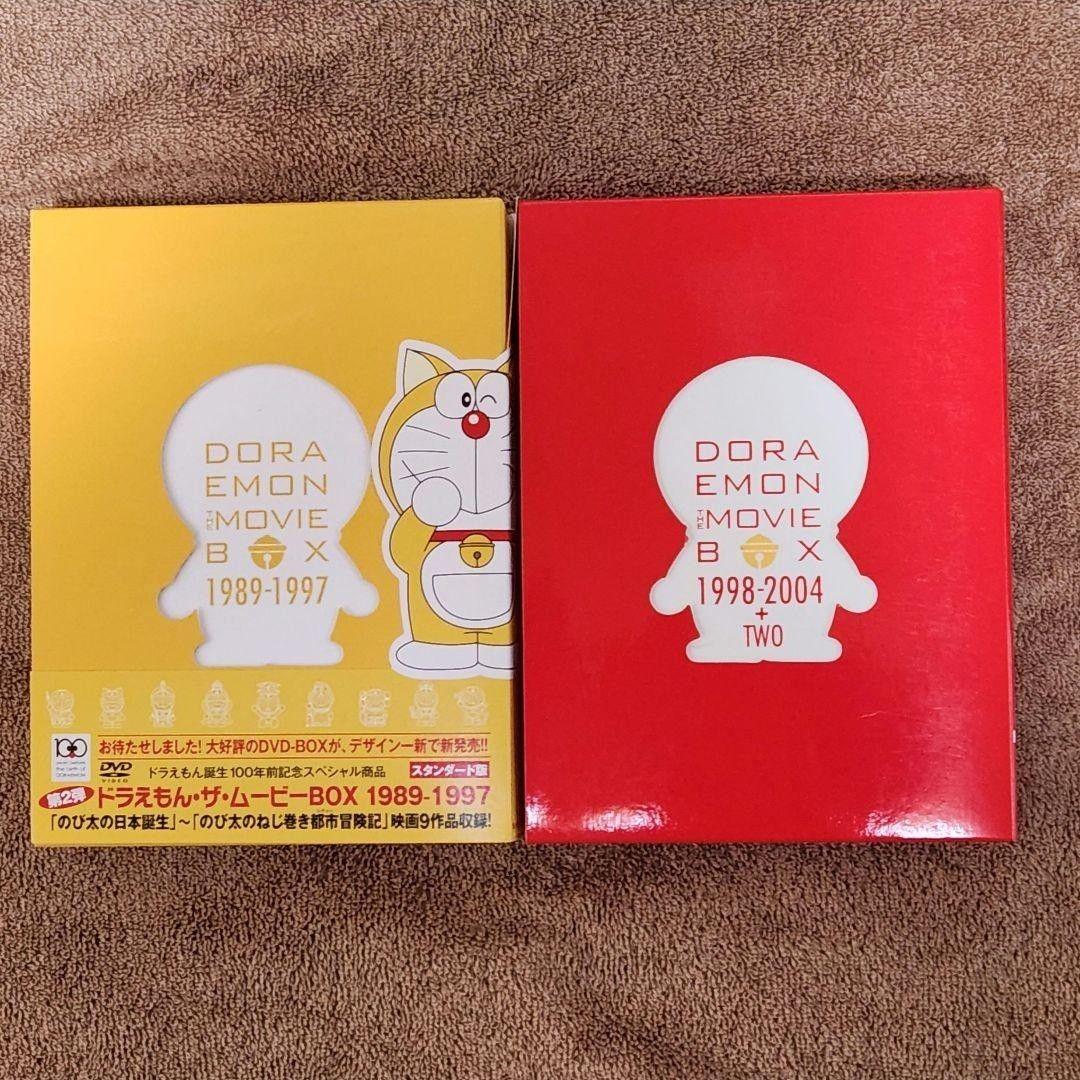 DORA
EMON
THE MOVIE
BOX
1989-1997
お待たせしました!大好評のDVD-BOXが、デザイン一新で新発売!!
100
DVD
VIDEO
ドラえもん誕生100年前記念スペシャル商品
スタンダード版
第2弾
ドラえもん・ザ・ムービーBOX 1989-1997
「のび太の日本誕生」~「のび太のねじ巻き都市冒険記」映画9作品収録!
DORA
EMON
THE MOVIE
BOX
1998-2004
+
TWO